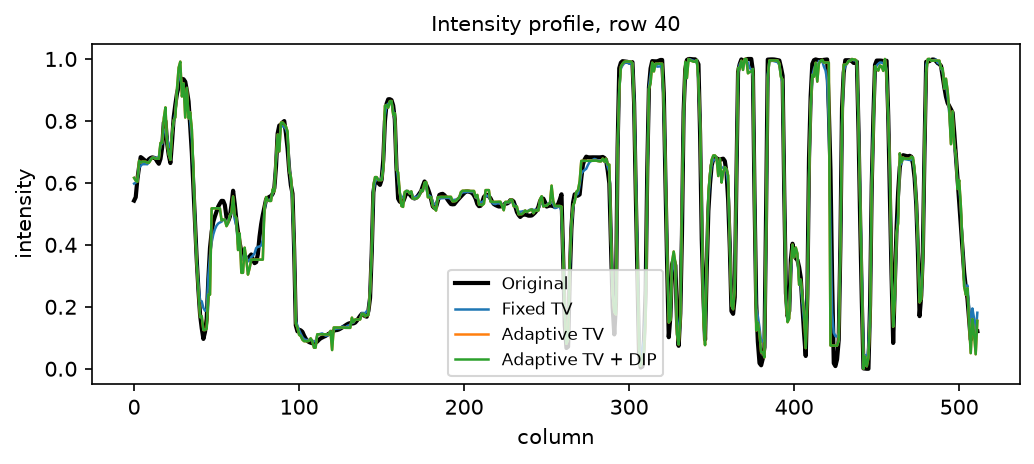 Intensity profile, row 40
1.0
0.8
0.6
0.4
0.2
0.0
intensity
Original
Fixed TV
Adaptive TV
Adaptive TV + DIP
0 100 200 300 400 500
column